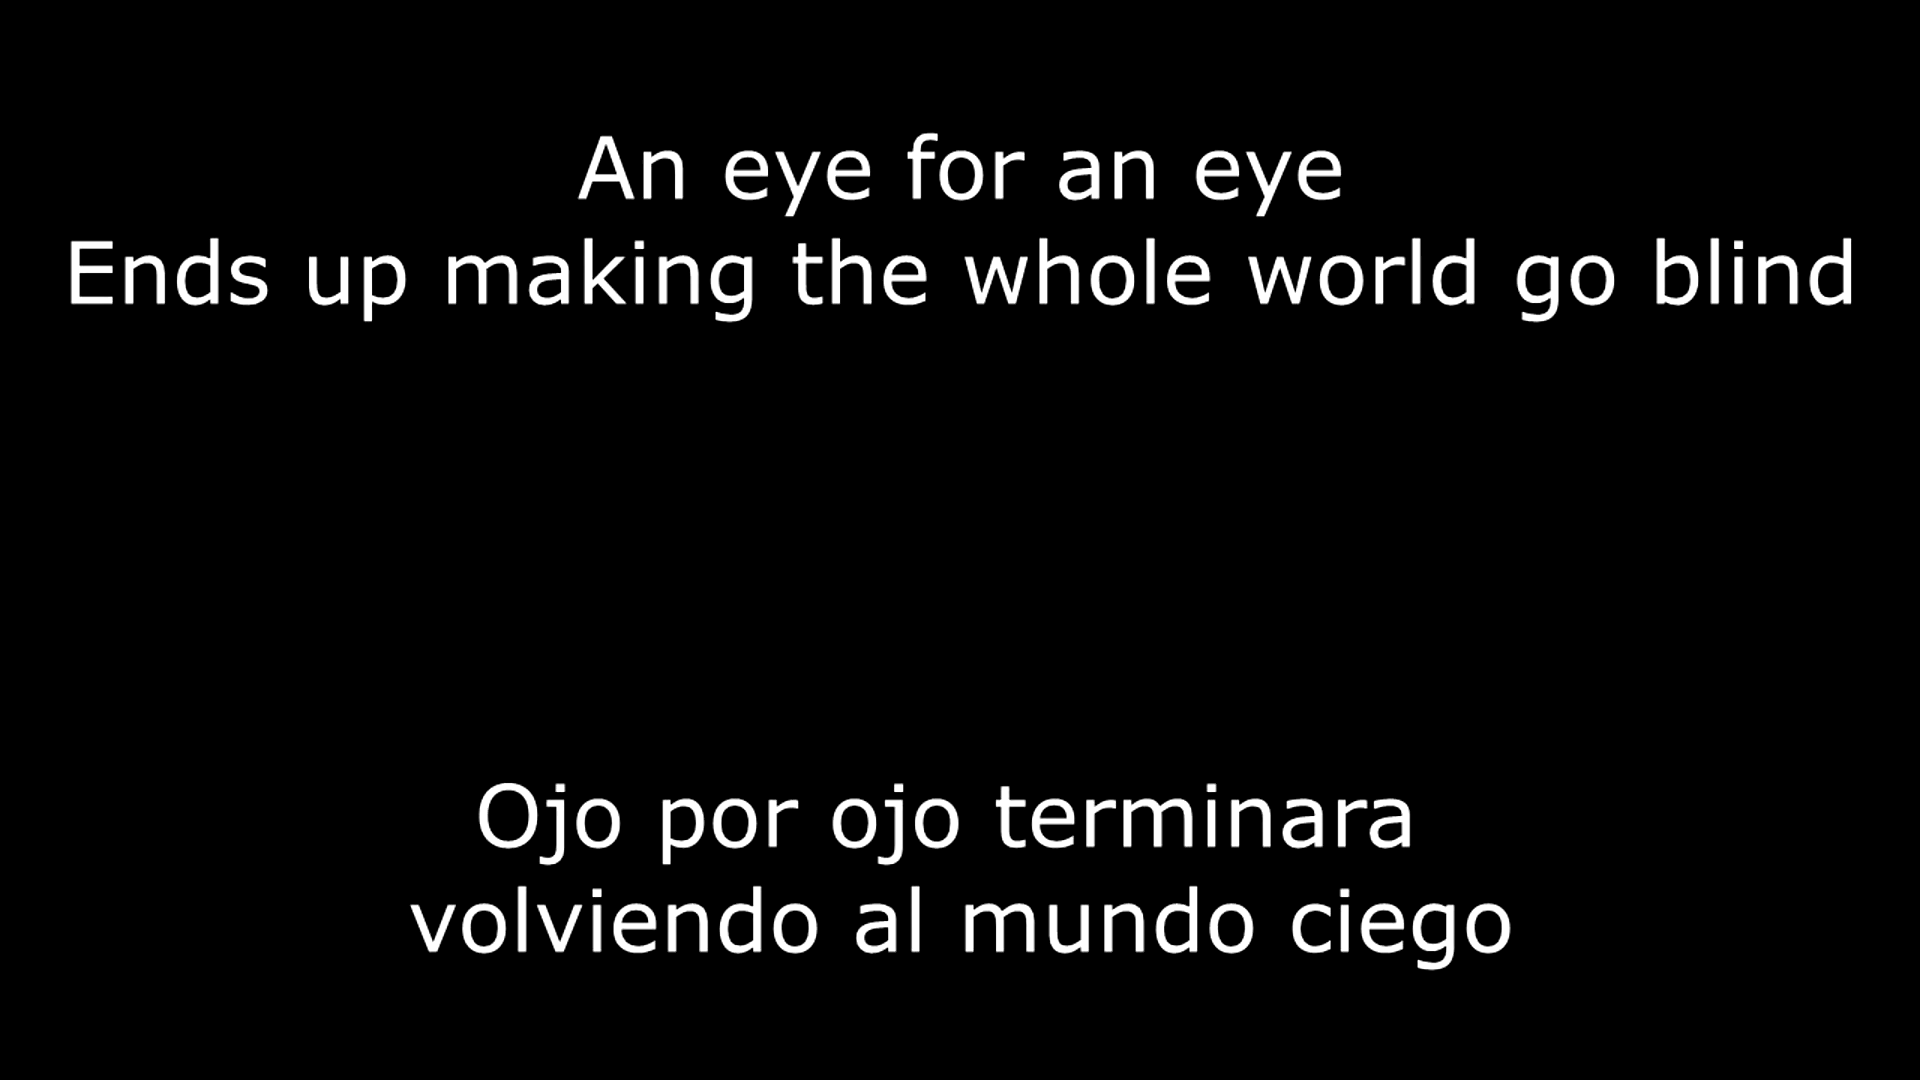 An eye for an eye
Ends up making the whole world go blind
Ojo por ojo terminara
volviendo al mundo ciego